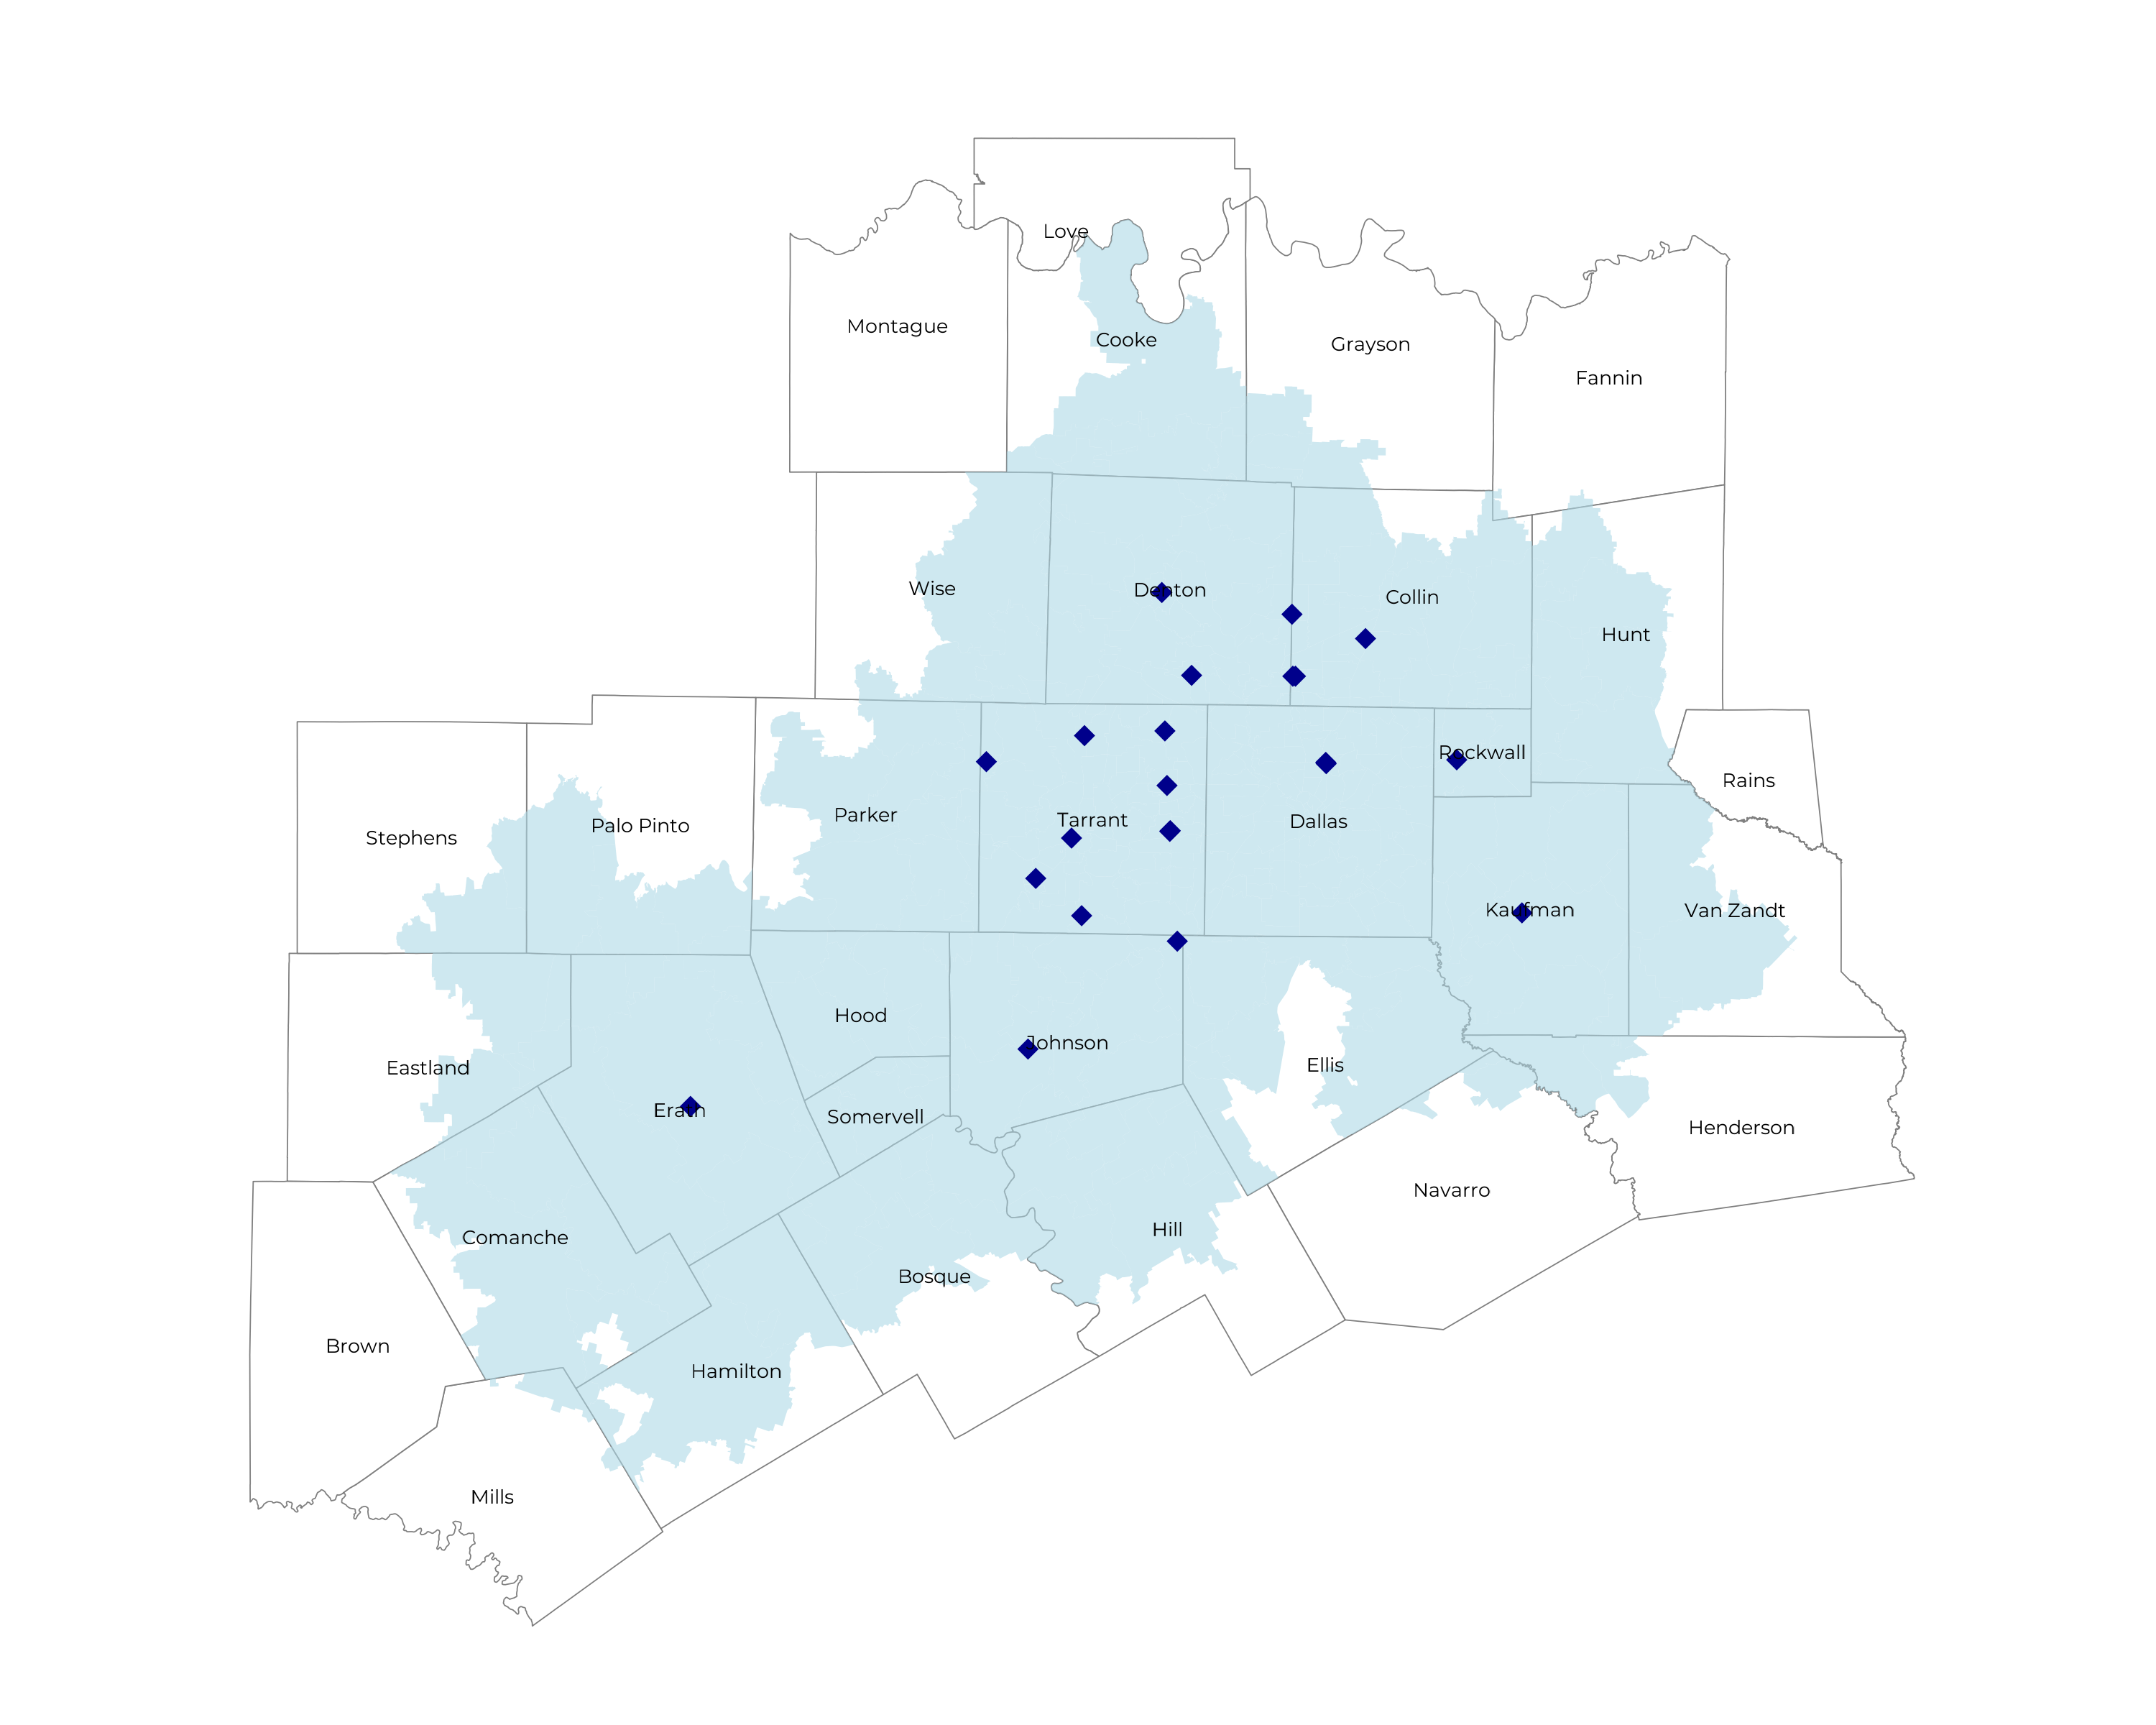 Love
Montague
Cooke
Grayson
Fannin
Wise
Denton
Collin
Hunt
Rockwall
Rains
Parker
Tarrant
Dallas
Palo Pinto
Stephens
Kaufman
Van Zandt
Hood
Johnson
Ellis
Eastland
Erath
Somervell
Henderson
Navarro
Hill
Comanche
Bosque
Brown
Hamilton
Mills